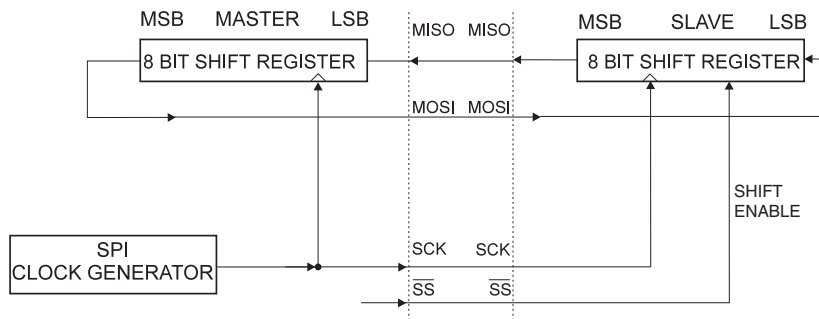 MSB MASTER LSB
MISO MISO
MSB SLAVE LSB
8 BIT SHIFT REGISTER
8 BIT SHIFT REGISTER
MOSI MOSI
SHIFT
ENABLE
SPI
CLOCK GENERATOR
SCK SCK
SS SS